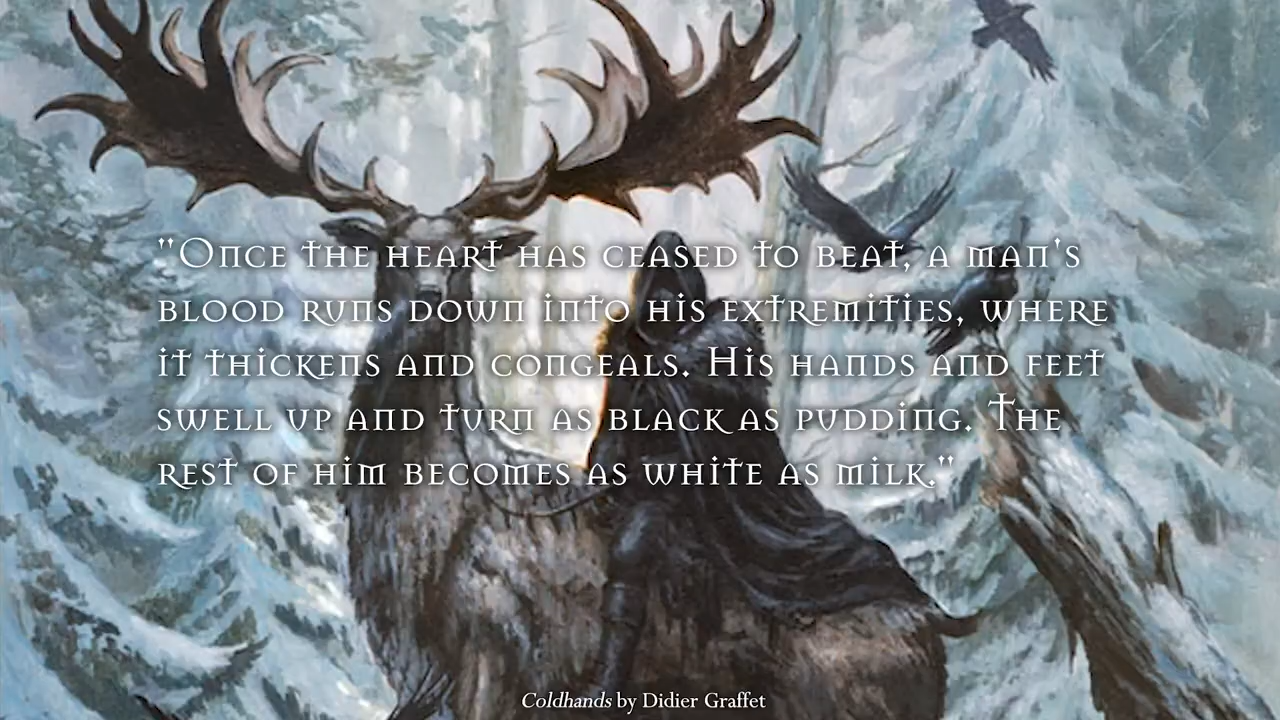 "Once the heart has ceased to beat, a man's
blood runs down into his extremities, where
it thickens and congeals. His hands and feet
swell up and turn as black as pudding. The
rest of him becomes as white as milk."
Coldhands by Didier Graffet